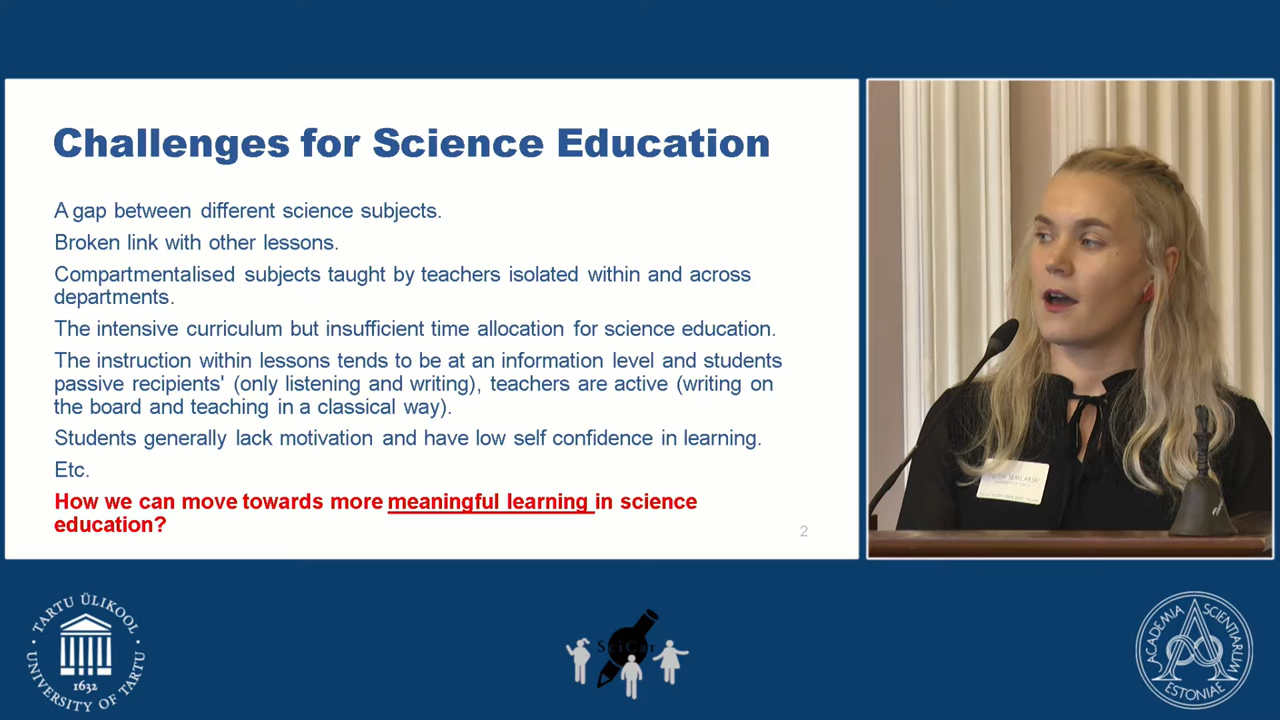 Challenges for Science Education
A gap between different science subjects.
Broken link with other lessons.
Compartmentalised subjects taught by teachers isolated within and across
departments.
The intensive curriculum but insufficient time allocation for science education.
The instruction within lessons tends to be at an information level and students
passive recipients' (only listening and writing), teachers are active (writing on
the board and teaching in a classical way).
Students generally lack motivation and have low self confidence in learning.
Etc.
How we can move towards more meaningful learning in science
education?
2
SEMILARSKI
TARTU ÜLIKOOL
1632
UNIVERSITY OF TARTU
SciCar
ACADEMIA SCIENTIARUM
ESTONIAE